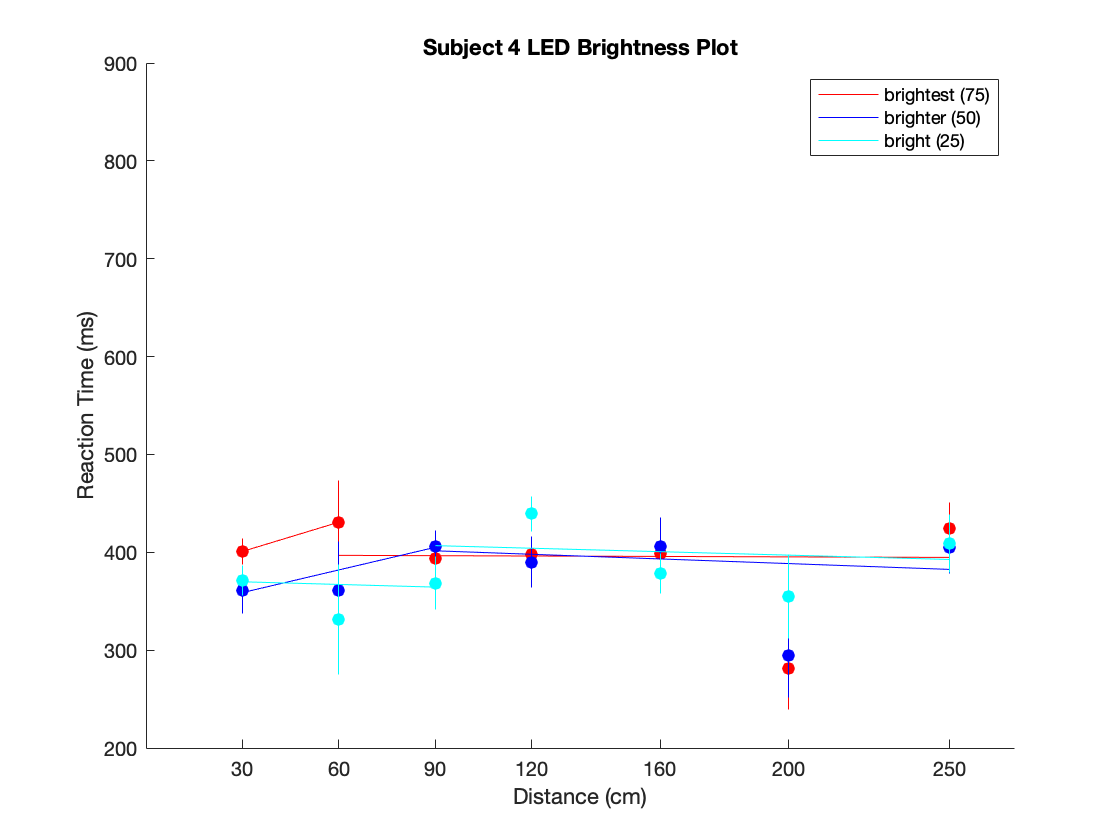 Subject 4 LED Brightness Plot
brightest (75)
brighter (50)
bright (25)
900
800
700
600
500
400
300
200
Reaction Time (ms)
30 60 90 120 160 200 250
Distance (cm)